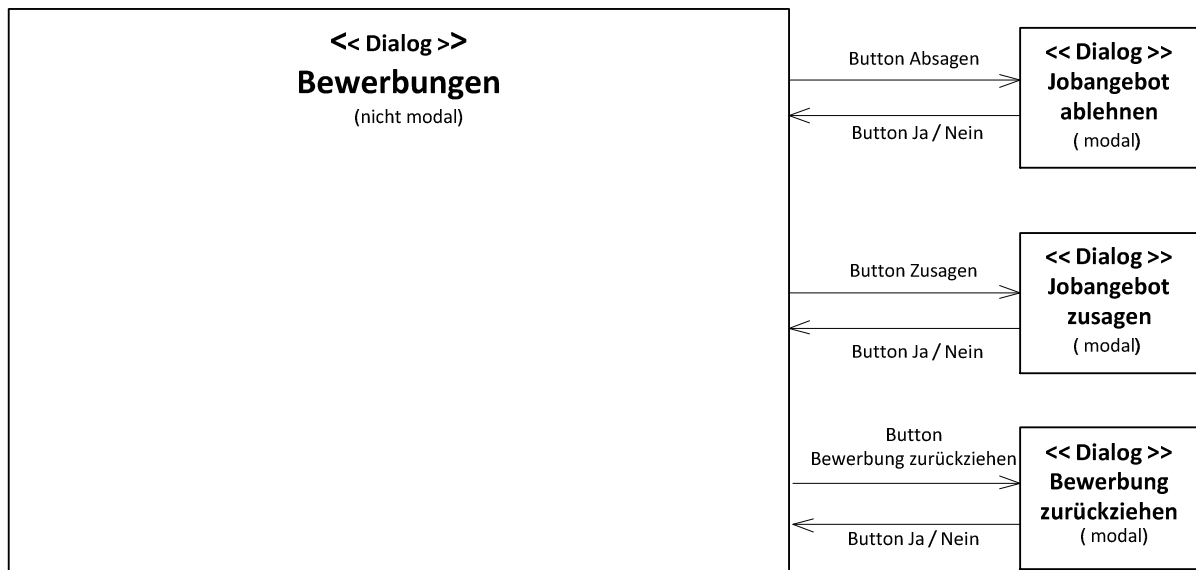 << Dialog >>
Bewerbungen
(nicht modal)
Button Absagen
Button Ja / Nein
<< Dialog >>
Jobangebot
ablehnen
( modal)
Button Zusagen
Button Ja / Nein
<< Dialog >>
Jobangebot
zusagen
( modal)
Button
Bewerbung zurückziehen
Button Ja / Nein
<< Dialog >>
Bewerbung
zurückziehen
( modal)